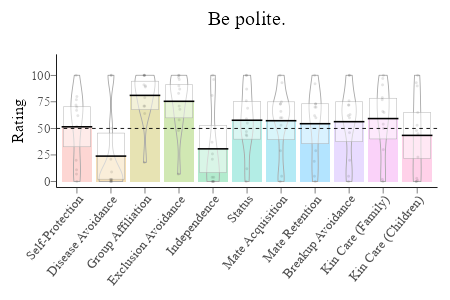 Be polite.
Rating
100
75
50
25
0
Self-Protection
Disease Avoidance
Group Affiliation
Exclusion Avoidance
Independence
Status
Mate Acquisition
Mate Retention
Breakup Avoidance
Kin Care (Family)
Kin Care (Children)